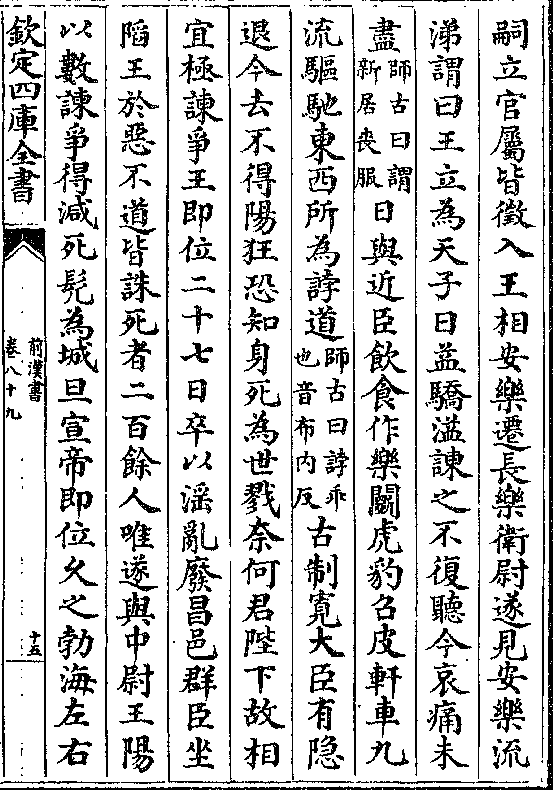 嗣立官屬皆徵入王相安樂遷長樂衛尉遂見安樂流
涕謂曰王立為天子日益驕溢諫之不復聽今哀痛未
盡師古曰謂新居喪服日與近臣飲食作樂鬭虎豹召皮軒車九
流驅馳東西所為誖道師古曰誖乖也音布内反古制寬大臣有隐
退今去不得陽狂恐知身死為世戮奈何君陛下故相
宜極諫爭王即位二十七日卒以滛亂廢昌邑群臣坐
陷王於惡不道皆誅死者二百餘人唯遂與中尉王陽
以數諫爭得減死髠為城旦宣帝即位久之勃海左右
欽定四庫全書
前漢書
卷八十九
十五